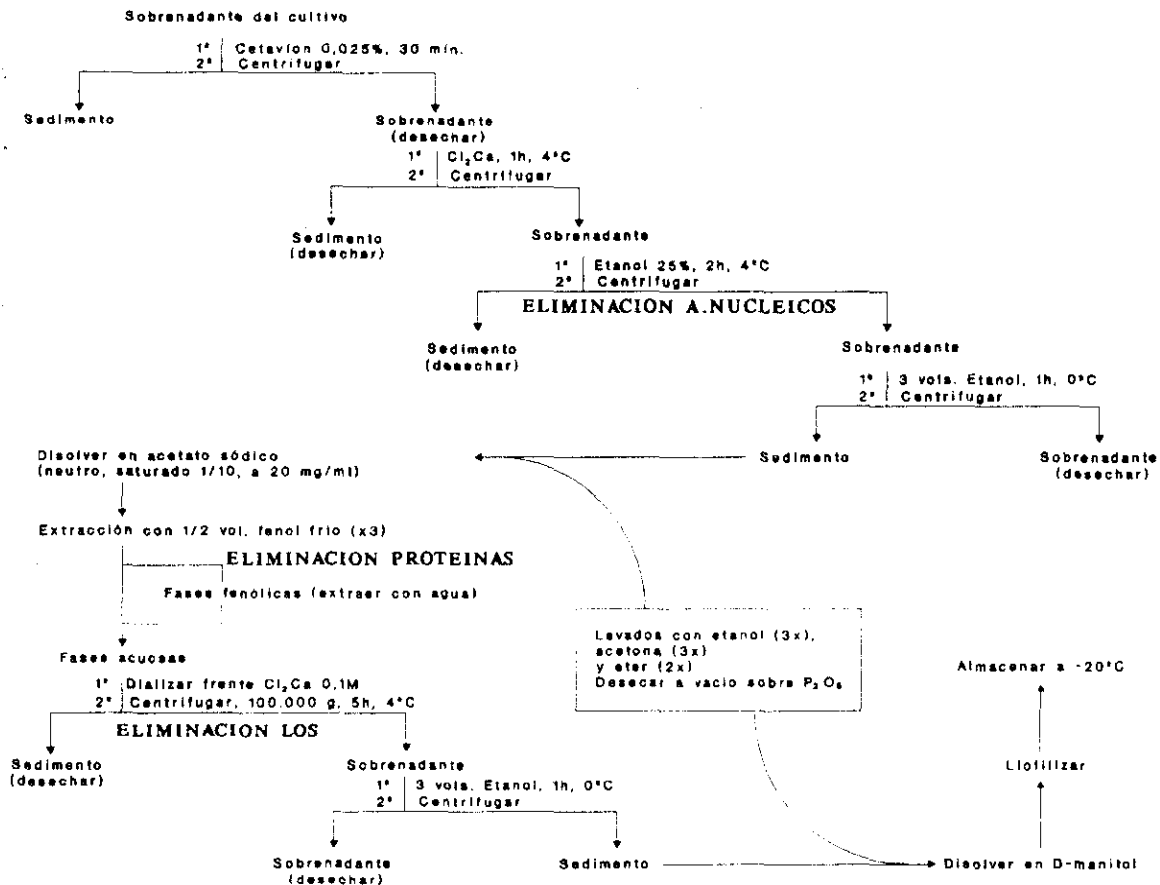 Sobrenadante del cultivo
1ª Cetavlon 0,025%, 30 min.
2ª Centrifugar
Sedimento
Sobrenadante
(desechar)
1ª Cl₂Ca, 1h, 4ºC
2ª Centrifugar
Sedimento
(desechar)
Sobrenadante
1ª Etanol 25%, 2h, 4ºC
2ª Centrifugar
ELIMINACION A.NUCLEICOS
Sedimento
(desechar)
Sobrenadante
1ª 3 vols. Etanol, 1h, 0ºC
2ª Centrifugar
Sedimento
Sobrenadante
(desechar)
Disolver en acetato sódico
(neutro, saturado 1/10, a 20 mg/ml)
Extracción con 1/2 vol. fenol frio (x3)
ELIMINACION PROTEINAS
Fases fenólicas (extraer con agua)
Fases acuosas
1ª Dializar frente Cl₂Ca 0,1M
2ª Centrifugar, 100.000 g, 5h, 4ºC
ELIMINACION LOS
Sedimento
(desechar)
Sobrenadante
1ª 3 vols. Etanol, 1h, 0ºC
2ª Centrifugar
Sobrenadante
(desechar)
Sedimento
Levados con etanol (3x),
acetona (3x)
y eter (2x)
Desecar a vacio sobre P₂O₅
Disolver en D-manitol
Liofilizar
Almacenar a -20ºC